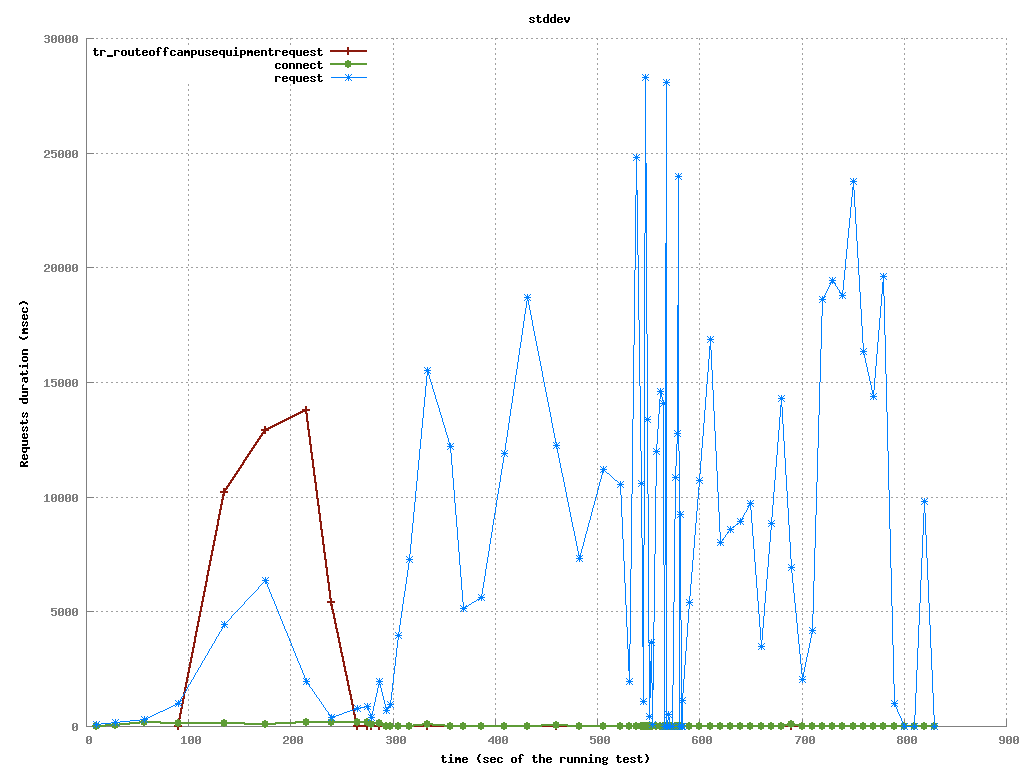 stddev
30000
25000
20000
15000
10000
5000
0
Requests duration (msec)
tr_routeoffcampusequipmentrequest
connect
request
0 100 200 300 400 500 600 700 800 900
time (sec of the running test)